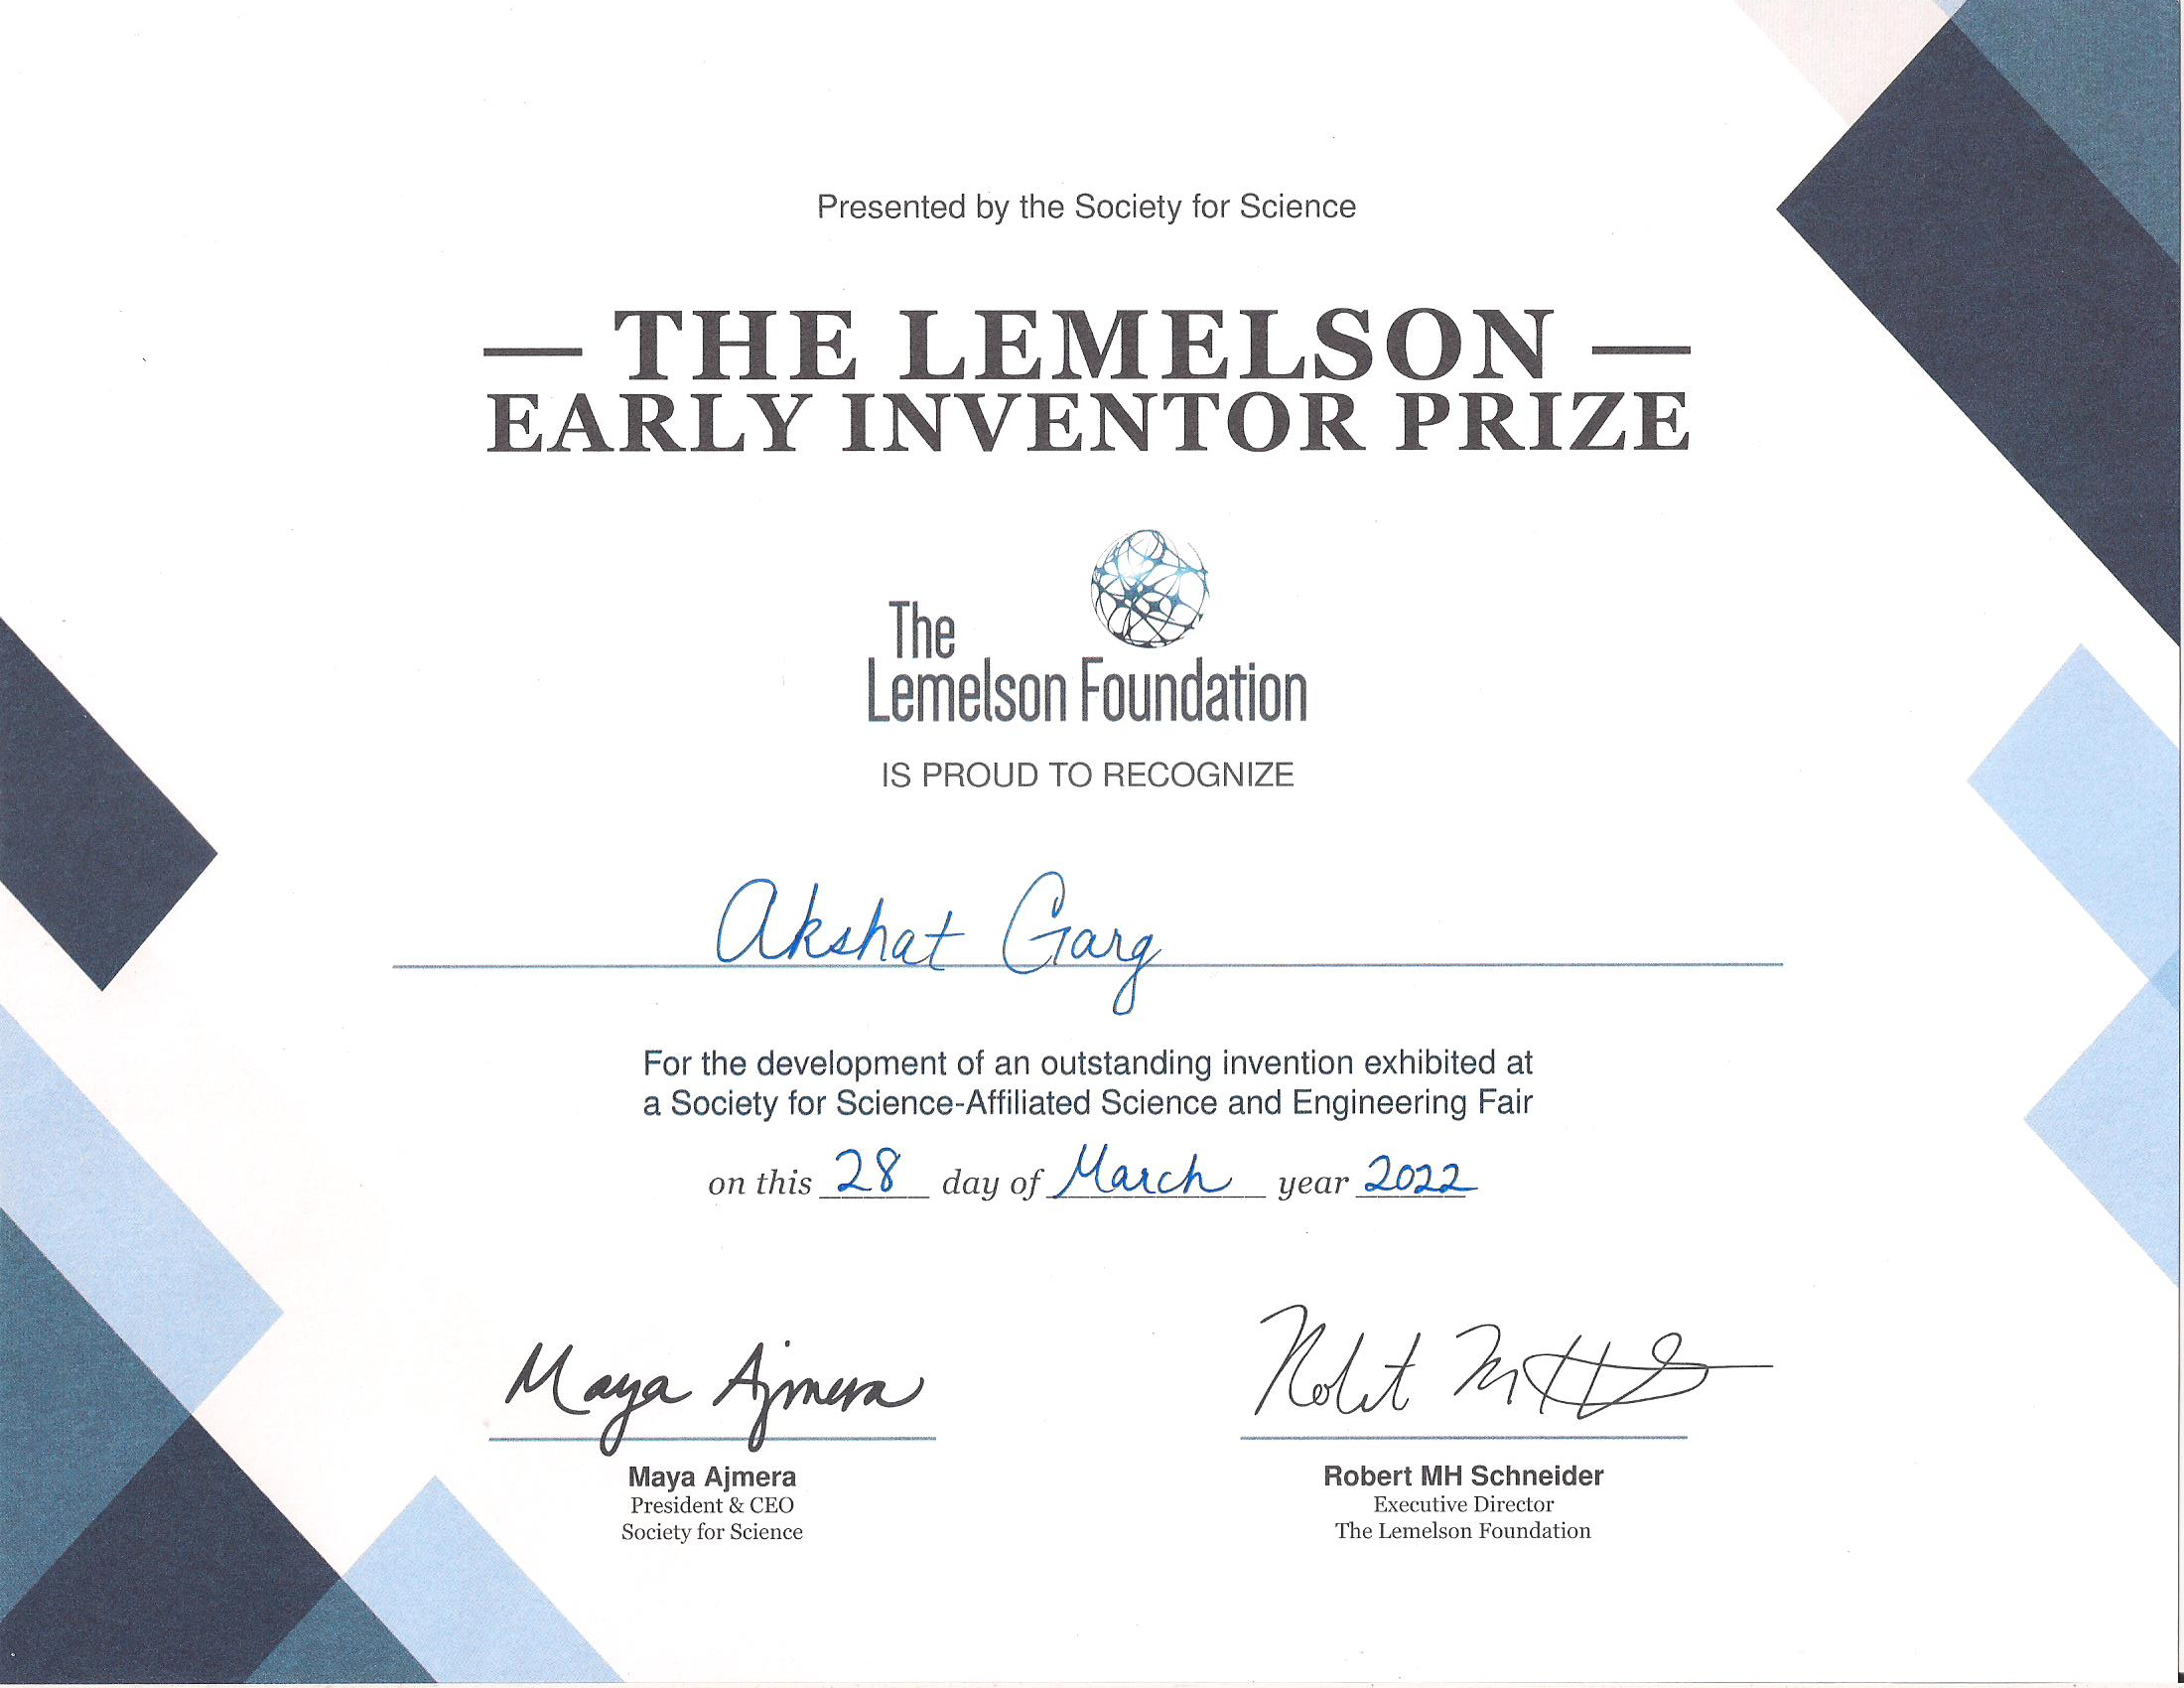 Presented by the Society for Science
— THE LEMELSON —
EARLY INVENTOR PRIZE
The
Lemelson Foundation
IS PROUD TO RECOGNIZE
Akshat Garg
For the development of an outstanding invention exhibited at
a Society for Science-Affiliated Science and Engineering Fair
on this 28 day of March year 2022
Maya Ajmera
Maya Ajmera
President & CEO
Society for Science
Robert MH Schneider
Executive Director
The Lemelson Foundation